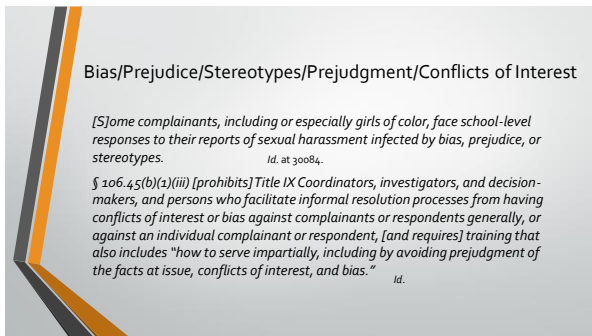 Bias/Prejudice/Stereotypes/Prejudgment/Conflicts of Interest
[S]ome complainants, including or especially girls of color, face school-level
responses to their reports of sexual harassment infected by bias, prejudice, or
stereotypes. Id. at 30084.
§ 106.45(b)(1)(iii) [prohibits]Title IX Coordinators, investigators, and decision-
makers, and persons who facilitate informal resolution processes from having
conflicts of interest or bias against complainants or respondents generally, or
against an individual complainant or respondent, [and requires] training that
also includes “how to serve impartially, including by avoiding prejudgment of
the facts at issue, conflicts of interest, and bias.”
Id.